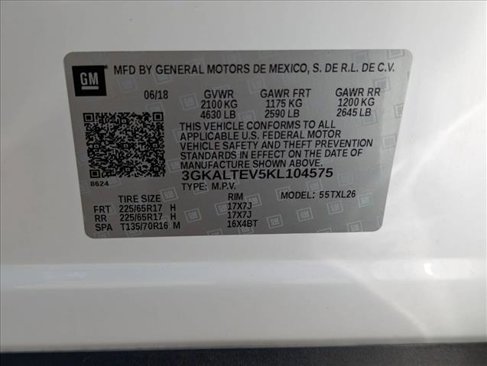 GM
MFD BY GENERAL MOTORS DE MEXICO, S. DE R.L. DE C.V.
06/18 GVWR GAWR FRT GAWR RR
2100 KG 1175 KG 1200 KG
4630 LB 2590 LB 2645 LB
THIS VEHICLE CONFORMS TO ALL
APPLICABLE U.S. FEDERAL MOTOR
VEHICLE SAFETY AND THEFT PREVENTION
STANDARDS IN EFFECT ON THE DATE OF
MANUFACTURE SHOWN ABOVE.
3GKALTEV5KL104575
8624
TYPE: M.P.V. MODEL: 55TXL26
TIRE SIZE RIM
FRT 225/65R17 H 17X7J
RR 225/65R17 H 17X7J
SPA T135/70R16 M 16X4BT